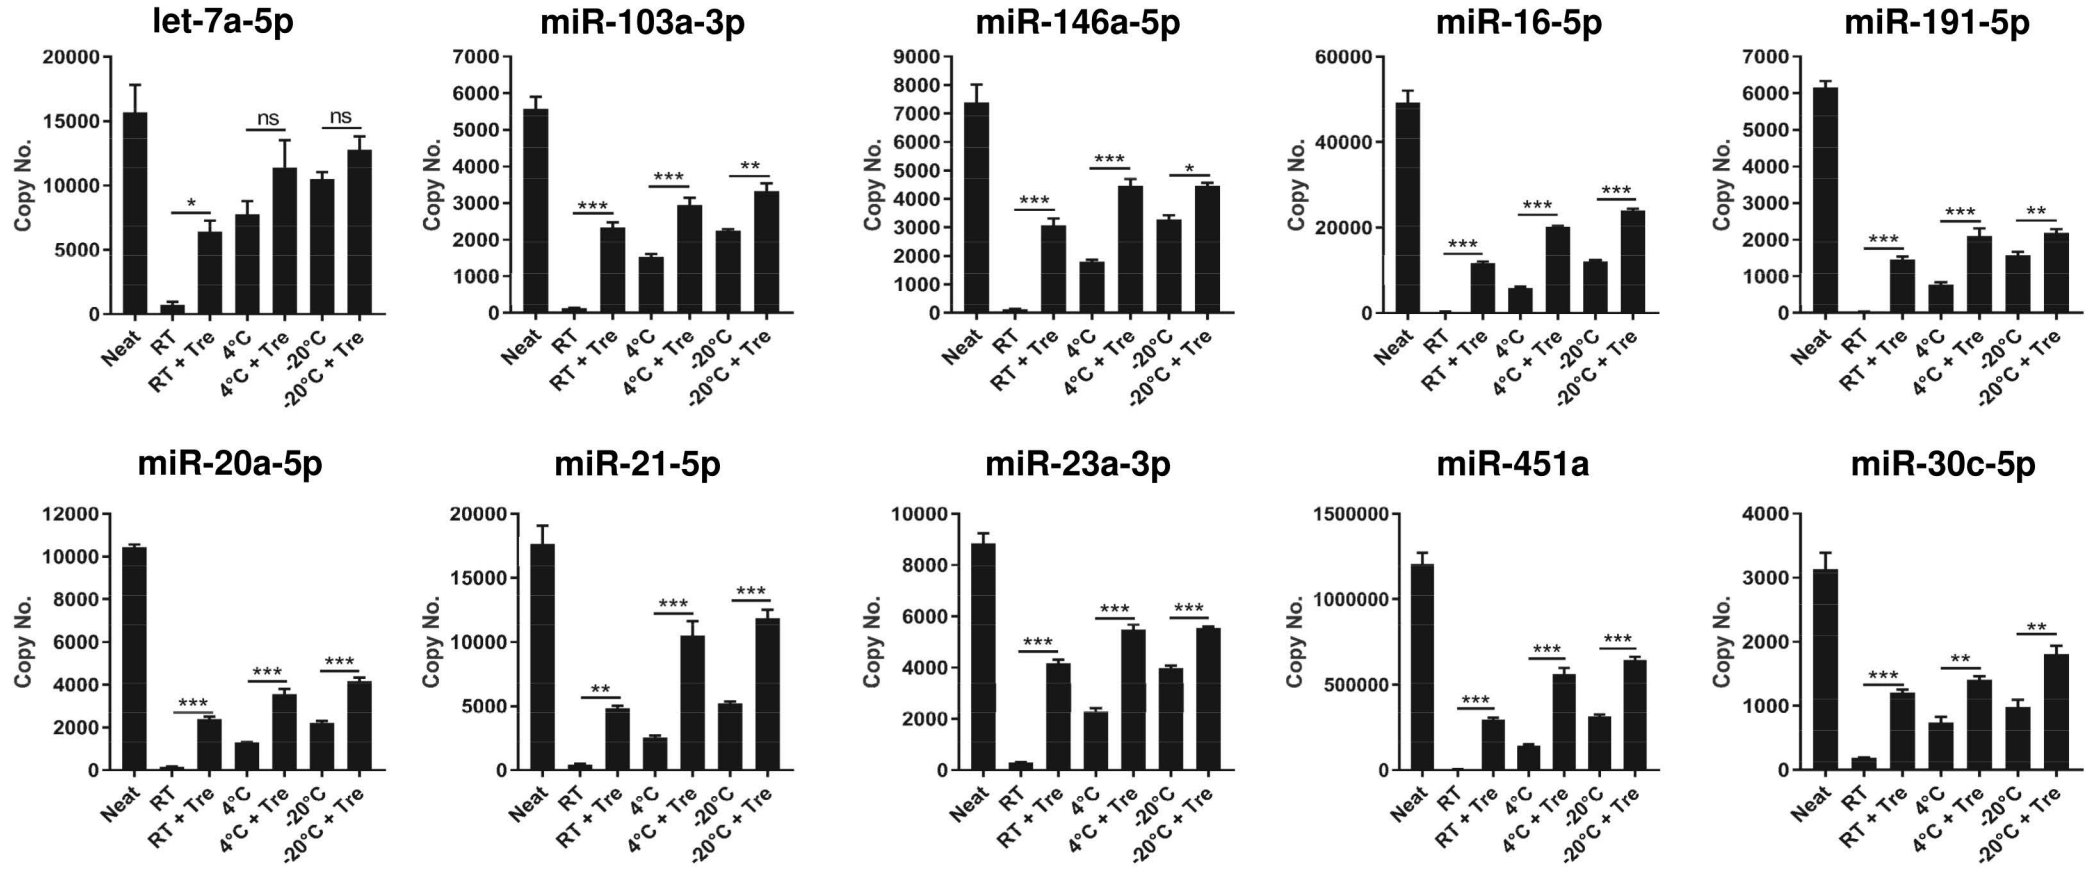 let-7a-5p
20000
15000
10000
5000
0
Copy No.
*
ns
ns
Neat
RT
RT + Tre
4°C
4°C + Tre
-20°C
-20°C + Tre
miR-103a-3p
7000
6000
5000
4000
3000
2000
1000
0
Copy No.
***
***
**
Neat
RT
RT + Tre
4°C
4°C + Tre
-20°C
-20°C + Tre
miR-146a-5p
9000
8000
7000
6000
5000
4000
3000
2000
1000
0
Copy No.
***
***
*
Neat
RT
RT + Tre
4°C
4°C + Tre
-20°C
-20°C + Tre
miR-16-5p
60000
40000
20000
0
Copy No.
***
***
***
Neat
RT
RT + Tre
4°C
4°C + Tre
-20°C
-20°C + Tre
miR-191-5p
7000
6000
5000
4000
3000
2000
1000
0
Copy No.
***
***
**
Neat
RT
RT + Tre
4°C
4°C + Tre
-20°C
-20°C + Tre
miR-20a-5p
12000
10000
8000
6000
4000
2000
0
Copy No.
***
***
***
Neat
RT
RT + Tre
4°C
4°C + Tre
-20°C
-20°C + Tre
miR-21-5p
20000
15000
10000
5000
0
Copy No.
**
***
***
Neat
RT
RT + Tre
4°C
4°C + Tre
-20°C
-20°C + Tre
miR-23a-3p
10000
8000
6000
4000
2000
0
Copy No.
***
***
***
Neat
RT
RT + Tre
4°C
4°C + Tre
-20°C
-20°C + Tre
miR-451a
1500000
1000000
500000
0
Copy No.
***
***
***
Neat
RT
RT + Tre
4°C
4°C + Tre
-20°C
-20°C + Tre
miR-30c-5p
4000
3000
2000
1000
0
Copy No.
***
**
**
Neat
RT
RT + Tre
4°C
4°C + Tre
-20°C
-20°C + Tre